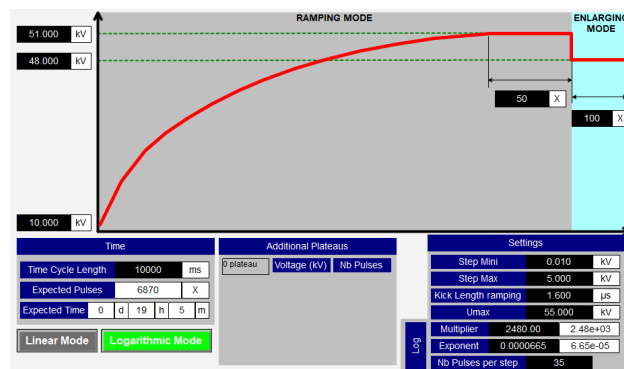 RAMPING MODE
ENLARGING
MODE
51.000 kV
48.000 kV
50 X
100 X
10.000 kV
Time
Time Cycle Length 10000 ms
Expected Pulses 6870 X
Expected Time 0 d 19 h 5 m
Linear Mode Logarithmic Mode
Additional Plateaus
0 plateau Voltage (kV) Nb Pulses
Log
Settings
Step Mini 0.010 kV
Step Max 5.000 kV
Kick Length ramping 1.600 µs
Umax 55.000 kV
Multiplier 2480.00 2.48e+03
Exponent 0.0000665 6.65e-05
Nb Pulses per step 35